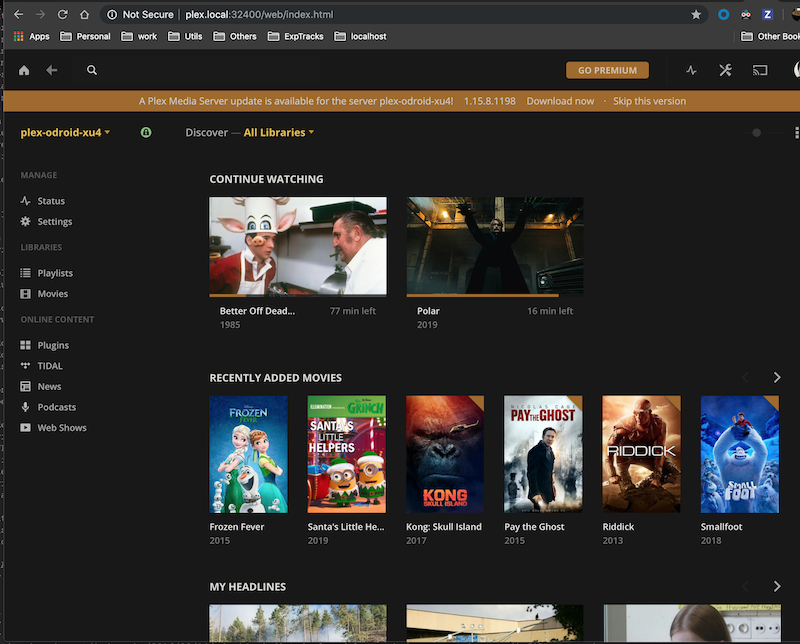 Not Secure | plex.local:32400/web/index.html
Apps Personal work Utils Others ExpTracks localhost Other Book
GO PREMIUM
A Plex Media Server update is available for the server plex-odroid-xu4! 1.15.8.1198 Download now · Skip this version
plex-odroid-xu4 Discover — All Libraries
MANAGE
Status
Settings
LIBRARIES
Playlists
Movies
ONLINE CONTENT
Plugins
TIDAL
News
Podcasts
Web Shows
CONTINUE WATCHING
Better Off Dead... 77 min left
1985
Polar 16 min left
2019
RECENTLY ADDED MOVIES
FROZEN
FEVER
ILLUMINATION
GRINCH
SANTA'S
LITTLE
HELPERS
KONG
SKULL ISLAND
NICOLAS CAGE
PAY THE GHOST
RIDDICK
SMALL
FOOT
Frozen Fever
2015
Santa's Little He...
2019
Kong: Skull Island
2017
Pay the Ghost
2015
Riddick
2013
Smallfoot
2018
MY HEADLINES